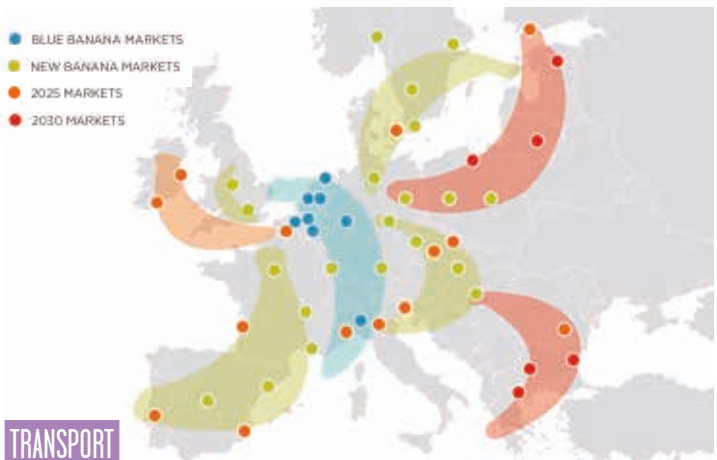 BLUE BANANA MARKETS
NEW BANANA MARKETS
2025 MARKETS
2030 MARKETS
TRANSPORT